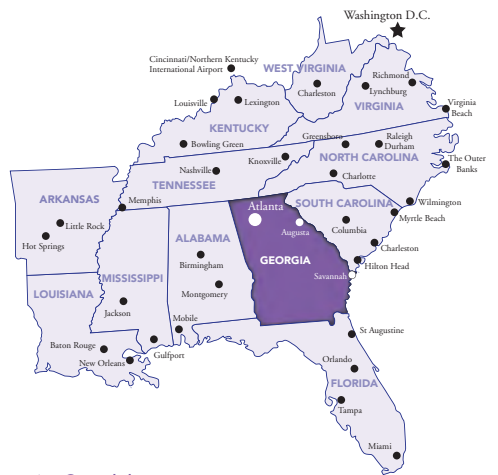 Washington D.C.
Cincinnati/Northern Kentucky
International Airport
WEST VIRGINIA
Charleston
Richmond
Lynchburg
VIRGINIA
Virginia
Beach
Louisville
Lexington
KENTUCKY
Bowling Green
Greensboro
Raleigh
Durham
Knoxville
NORTH CAROLINA
The Outer
Banks
Nashville
TENNESSEE
Charlotte
ARKANSAS
Memphis
Atlanta
SOUTH CAROLINA
Wilmington
Myrtle Beach
Little Rock
Hot Springs
ALABAMA
Augusta
Columbia
Charleston
Birmingham
GEORGIA
Hilton Head
Savannah
LOUISIANA
MISSISSIPPI
Montgomery
Jackson
Mobile
St Augustine
Baton Rouge
New Orleans
Gulfport
Orlando
FLORIDA
Tampa
Miami